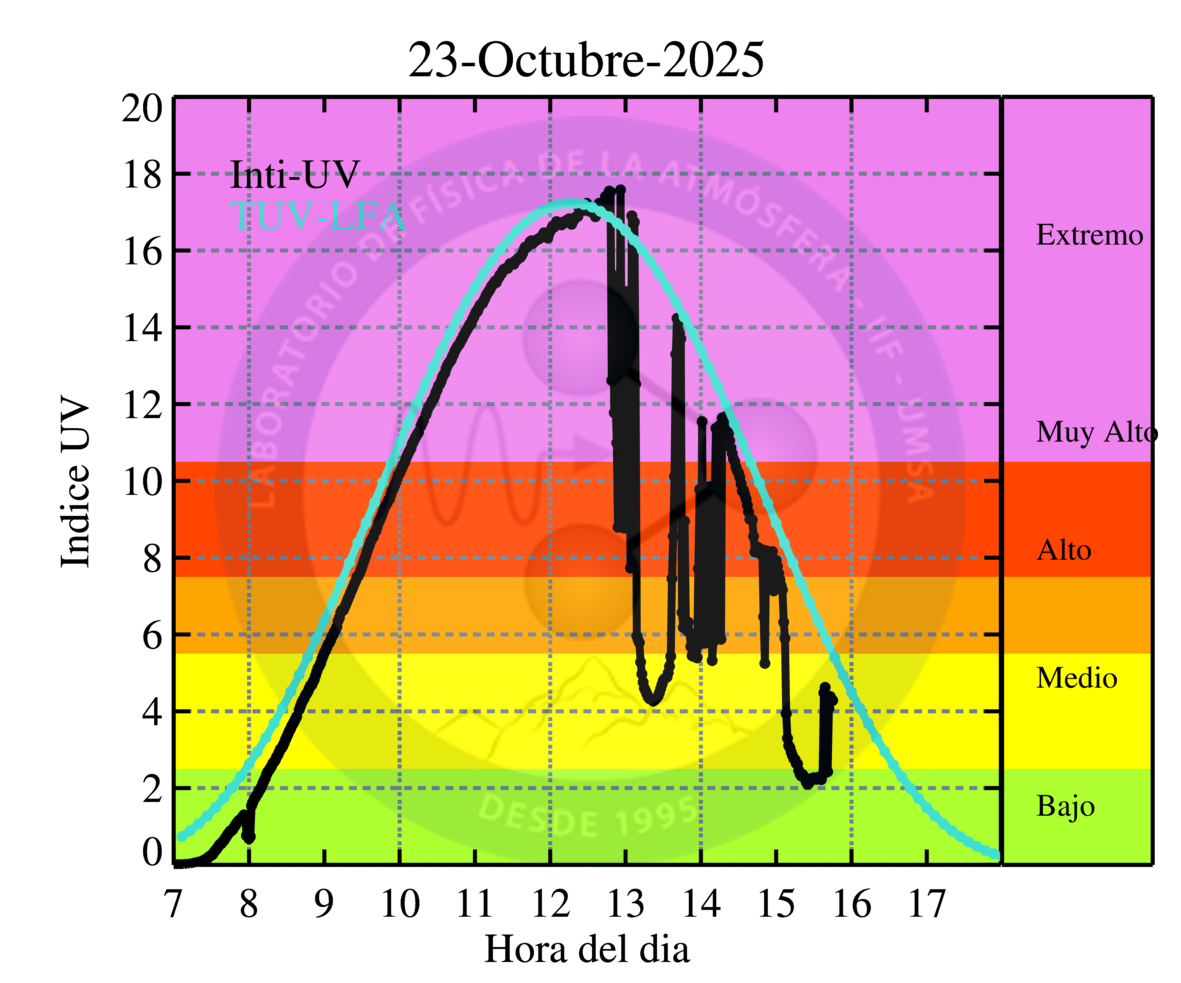 23-Octubre-2025
Inti-UV
TUV-LFA
LABORATORIO DE FÍSICA DE LA ATMÓSFERA - IIF - UMSA
DESDE 1995
Indice UV
20
18
16
14
12
10
8
6
4
2
0
Extremo
Muy Alto
Alto
Medio
Bajo
7 8 9 10 11 12 13 14 15 16 17
Hora del dia